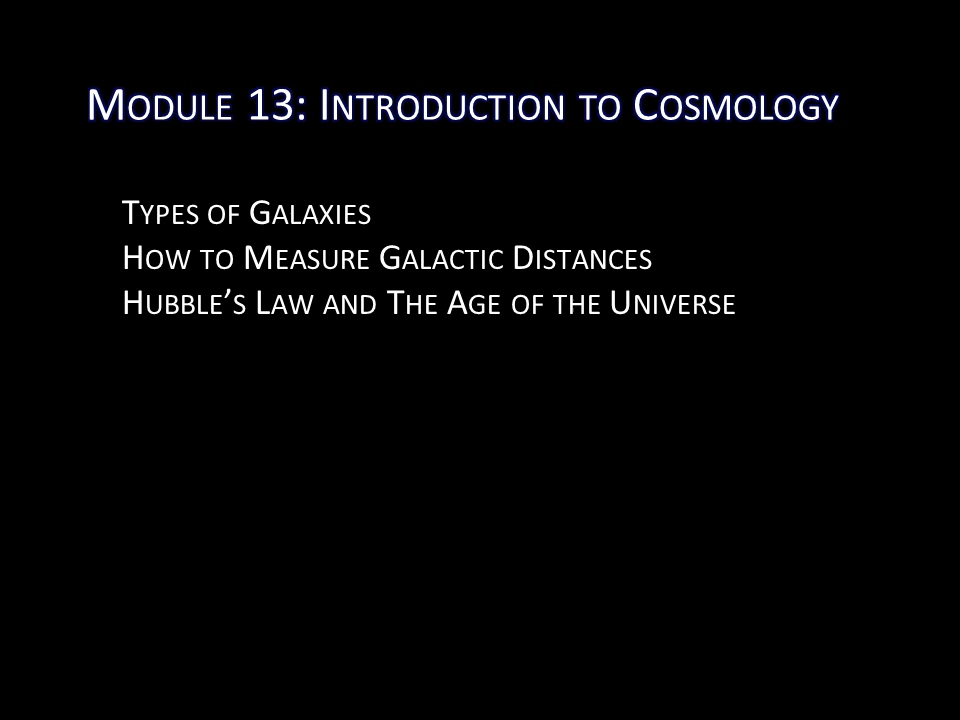 Module 13: Introduction to Cosmology
Types of Galaxies
How to Measure Galactic Distances
Hubble’s Law and The Age of the Universe